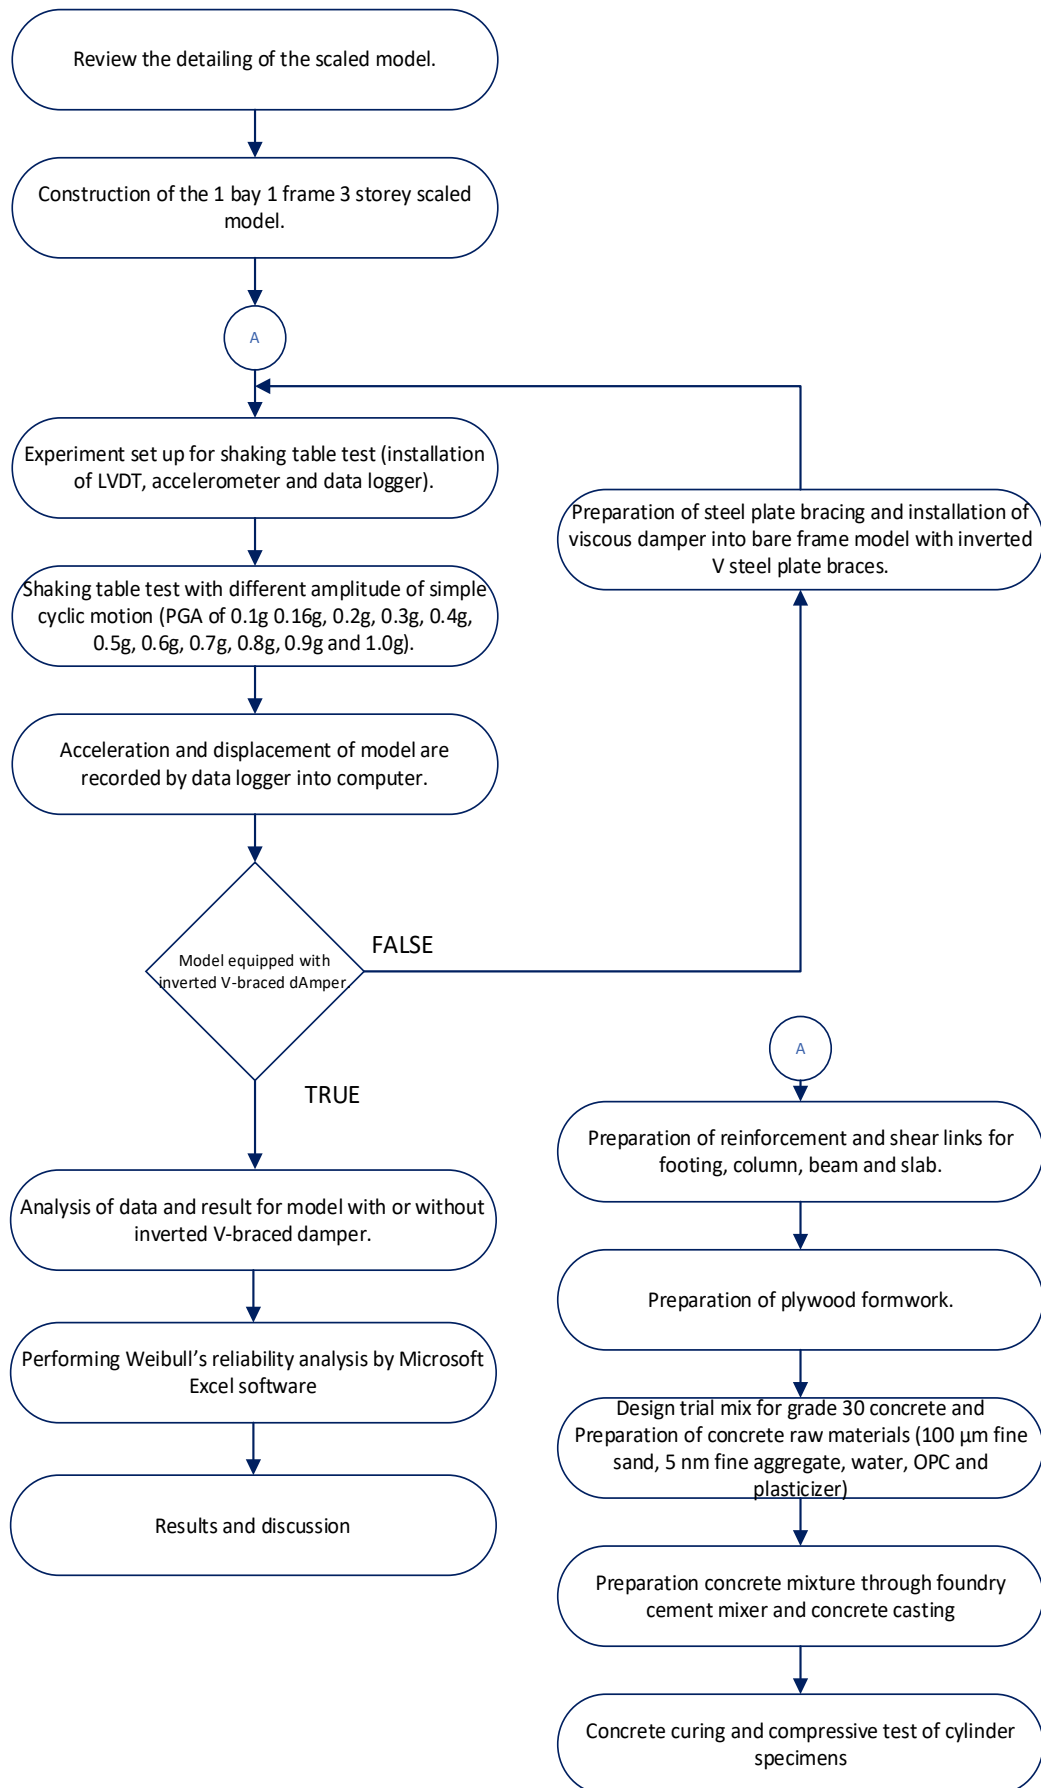 Review the detailing of the scaled model.
Construction of the 1 bay 1 frame 3 storey scaled
model.
A
Experiment set up for shaking table test (installation
of LVDT, accelerometer and data logger).
Shaking table test with different amplitude of simple
cyclic motion (PGA of 0.1g 0.16g, 0.2g, 0.3g, 0.4g,
0.5g, 0.6g, 0.7g, 0.8g, 0.9g and 1.0g).
Acceleration and displacement of model are
recorded by data logger into computer.
Model equipped with
inverted V-braced dAmper.
FALSE
TRUE
Preparation of steel plate bracing and installation of
viscous damper into bare frame model with inverted
V steel plate braces.
Analysis of data and result for model with or without
inverted V-braced damper.
Performing Weibull’s reliability analysis by Microsoft
Excel software
Results and discussion
A
Preparation of reinforcement and shear links for
footing, column, beam and slab.
Preparation of plywood formwork.
Design trial mix for grade 30 concrete and
Preparation of concrete raw materials (100 µm fine
sand, 5 nm fine aggregate, water, OPC and
plasticizer)
Preparation concrete mixture through foundry
cement mixer and concrete casting
Concrete curing and compressive test of cylinder
specimens